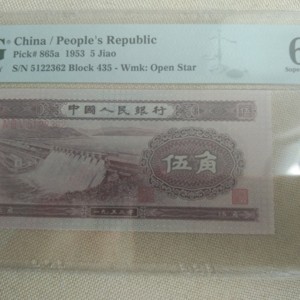 China / People's Republic
Pick# 865a 1953 5 Jiao
S/N 5122362 Block 435 - Wmk: Open Star
中國人民銀行
伍角